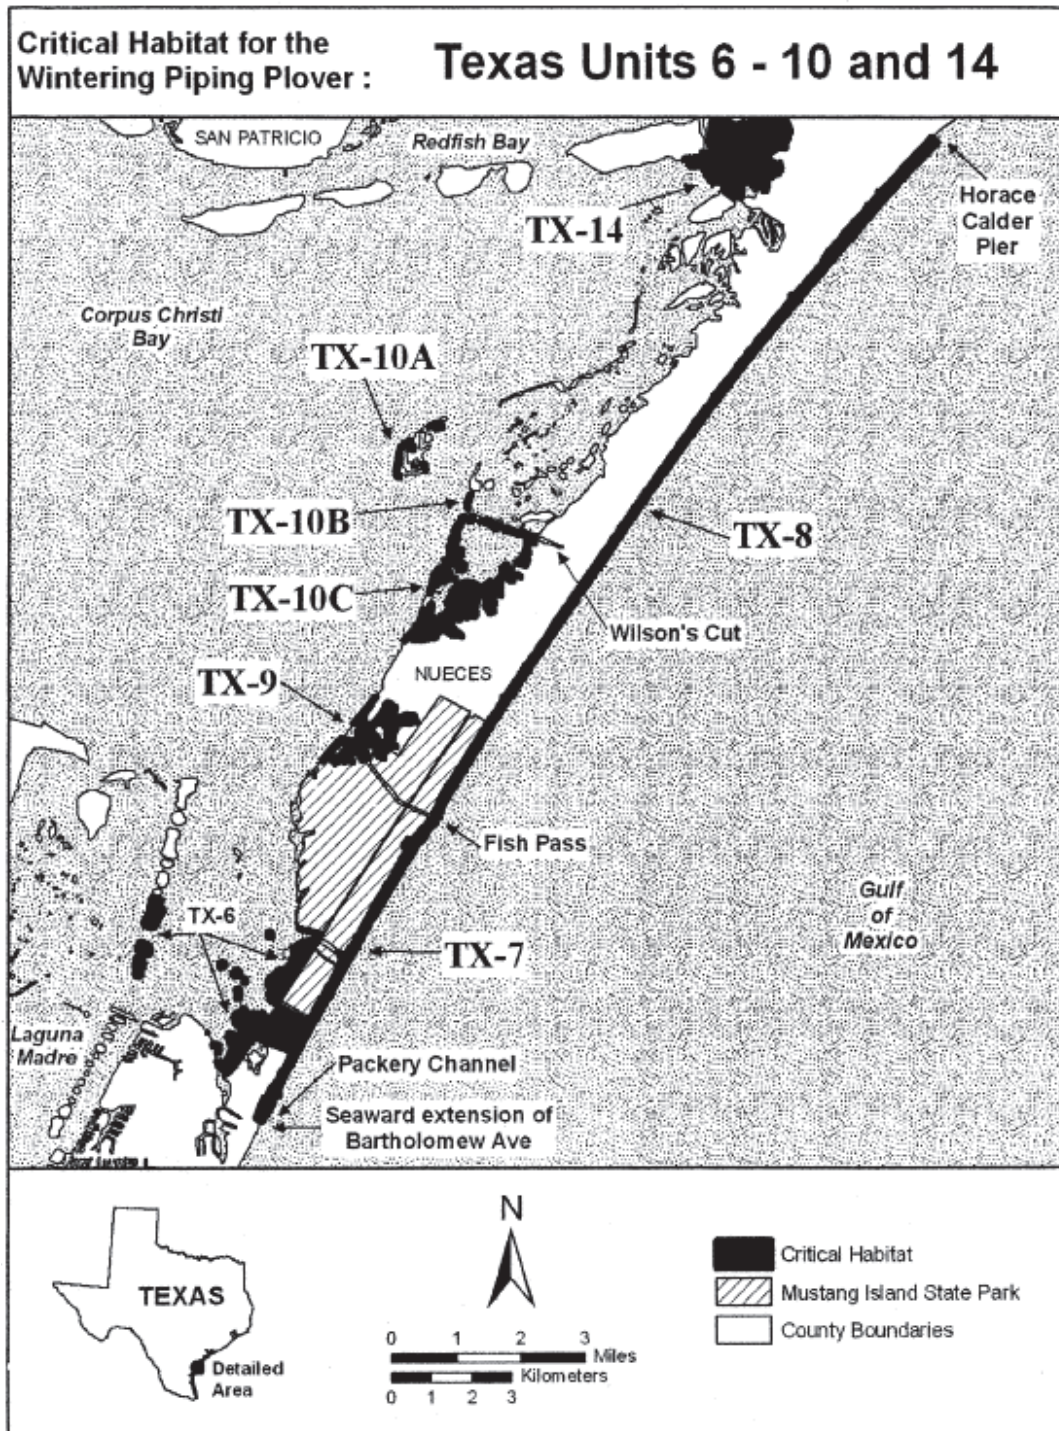 Critical Habitat for the
Wintering Piping Plover :
Texas Units 6 - 10 and 14
SAN PATRICIO
Redfish Bay
TX-14
Horace
Calder
Pier
Corpus Christi
Bay
TX-10A
TX-10B
TX-8
TX-10C
Wilson's Cut
NUECES
TX-9
Fish Pass
Gulf
of
Mexico
TX-6
TX-7
Laguna
Madre
Packery Channel
Seaward extension of
Bartholomew Ave
TEXAS
Detailed
Area
N
0 1 2 3
Miles
Kilometers
0 1 2 3
Critical Habitat
Mustang Island State Park
County Boundaries